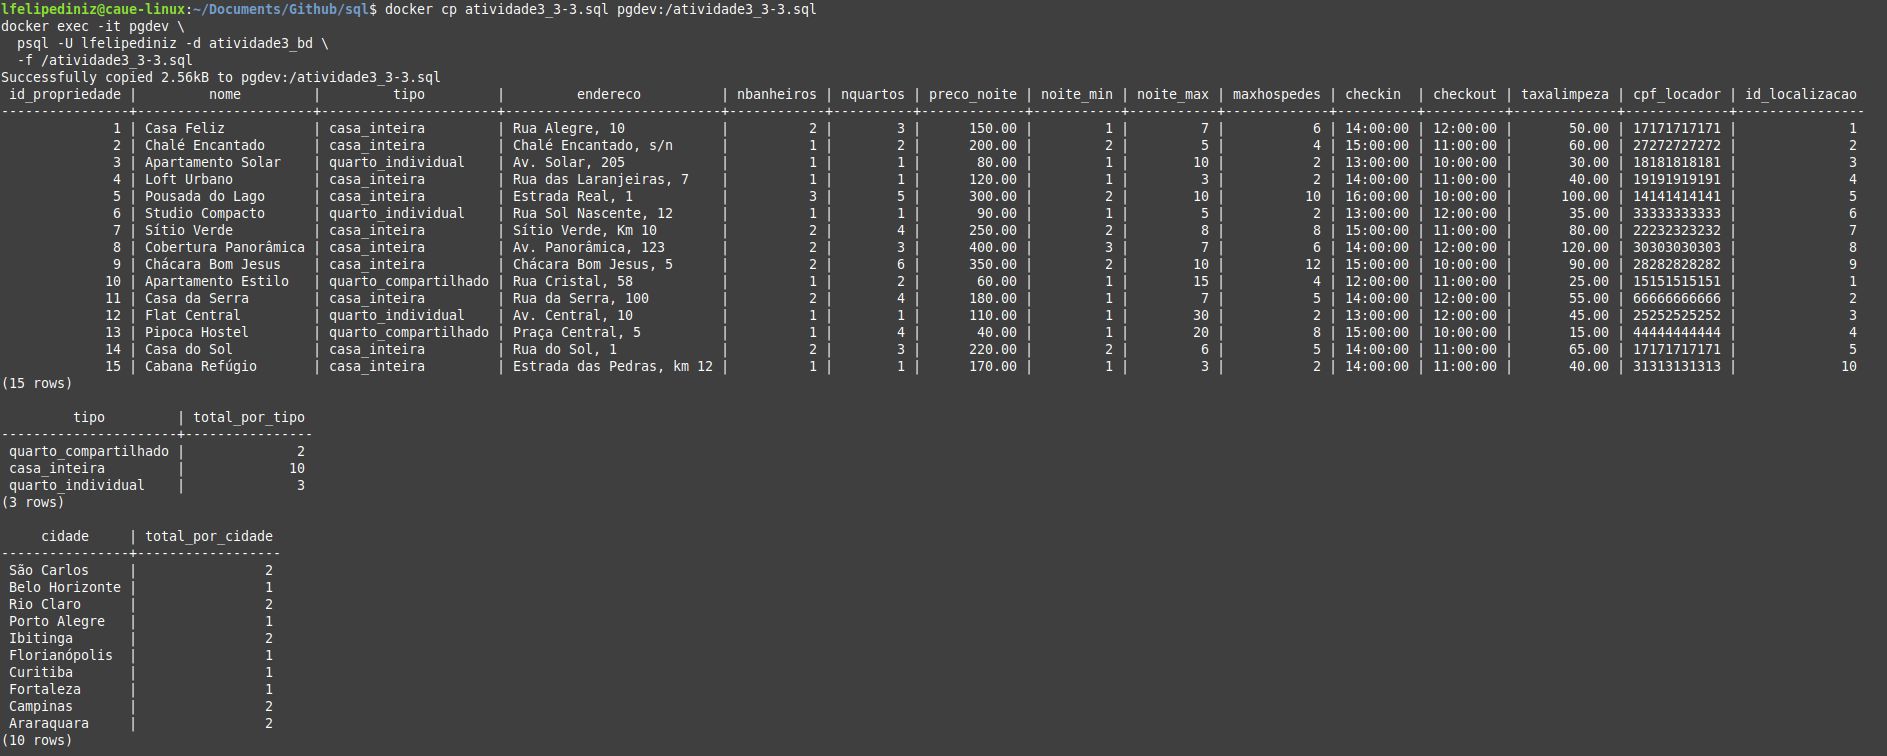 lfelipediniz@caue-linux:~/Documents/Github/sql$ docker cp atividade3_3-3.sql pgdev:/atividade3_3-3.sql
docker exec -it pgdev \
  psql -U lfelipediniz -d atividade3_bd \
  -f /atividade3_3-3.sql
Successfully copied 2.56kB to pgdev:/atividade3_3-3.sql
 id_propriedade |         nome         |         tipo         |         endereco          | nbanheiros | nquartos | preco_noite | noite_min | noite_max | maxhospedes | checkin  | checkout | taxalimpeza | cpf_locador | id_localizacao
----------------+----------------------+----------------------+---------------------------+------------+----------+-------------+-----------+-----------+-------------+----------+----------+-------------+-------------+----------------
              1 | Casa Feliz           | casa_inteira         | Rua Alegre, 10            |          2 |        3 |      150.00 |         1 |         7 |           6 | 14:00:00 | 12:00:00 |       50.00 | 17171717171 |              1
              2 | Chalé Encantado      | casa_inteira         | Chalé Encantado, s/n      |          1 |        2 |      200.00 |         2 |         5 |           4 | 15:00:00 | 11:00:00 |       60.00 | 27272727272 |              2
              3 | Apartamento Solar    | quarto_individual    | Av. Solar, 205            |          1 |        1 |       80.00 |         1 |        10 |           2 | 13:00:00 | 10:00:00 |       30.00 | 18181818181 |              3
              4 | Loft Urbano          | casa_inteira         | Rua das Laranjeiras, 7    |          1 |        1 |      120.00 |         1 |         3 |           2 | 14:00:00 | 11:00:00 |       40.00 | 19191919191 |              4
              5 | Pousada do Lago      | casa_inteira         | Estrada Real, 1           |          3 |        5 |      300.00 |         2 |        10 |          10 | 16:00:00 | 10:00:00 |      100.00 | 14141414141 |              5
              6 | Studio Compacto      | quarto_individual    | Rua Sol Nascente, 12      |          1 |        1 |       90.00 |         1 |         5 |           2 | 13:00:00 | 12:00:00 |       35.00 | 33333333333 |              6
              7 | Sítio Verde          | casa_inteira         | Sítio Verde, Km 10        |          2 |        4 |      250.00 |         2 |         8 |           8 | 15:00:00 | 11:00:00 |       80.00 | 22232323232 |              7
              8 | Cobertura Panorâmica | casa_inteira         | Av. Panorâmica, 123       |          2 |        3 |      400.00 |         3 |         7 |           6 | 14:00:00 | 12:00:00 |      120.00 | 30303030303 |              8
              9 | Chácara Bom Jesus    | casa_inteira         | Chácara Bom Jesus, 5      |          2 |        6 |      350.00 |         2 |        10 |          12 | 15:00:00 | 10:00:00 |       90.00 | 28282828282 |              9
             10 | Apartamento Estilo   | quarto_compartilhado | Rua Cristal, 58           |          1 |        2 |       60.00 |         1 |        15 |           4 | 12:00:00 | 11:00:00 |       25.00 | 15151515151 |              1
             11 | Casa da Serra        | casa_inteira         | Rua da Serra, 100         |          2 |        4 |      180.00 |         1 |         7 |           5 | 14:00:00 | 12:00:00 |       55.00 | 66666666666 |              2
             12 | Flat Central         | quarto_individual    | Av. Central, 10           |          1 |        1 |      110.00 |         1 |        30 |           2 | 13:00:00 | 12:00:00 |       45.00 | 25252525252 |              3
             13 | Pipoca Hostel        | quarto_compartilhado | Praça Central, 5          |          1 |        4 |       40.00 |         1 |        20 |           8 | 15:00:00 | 10:00:00 |       15.00 | 44444444444 |              4
             14 | Casa do Sol          | casa_inteira         | Rua do Sol, 1             |          2 |        3 |      220.00 |         2 |         6 |           5 | 14:00:00 | 11:00:00 |       65.00 | 17171717171 |              5
             15 | Cabana Refúgio       | casa_inteira         | Estrada das Pedras, km 12 |          1 |        1 |      170.00 |         1 |         3 |           2 | 14:00:00 | 11:00:00 |       40.00 | 31313131313 |             10
(15 rows)

        tipo          | total_por_tipo
----------------------+----------------
 quarto_compartilhado |              2
 casa_inteira         |             10
 quarto_individual    |              3
(3 rows)

     cidade     | total_por_cidade
----------------+------------------
 São Carlos     |                2
 Belo Horizonte |                1
 Rio Claro      |                2
 Porto Alegre   |                1
 Ibitinga       |                2
 Florianópolis  |                1
 Curitiba       |                1
 Fortaleza      |                1
 Campinas       |                2
 Araraquara     |                2
(10 rows)